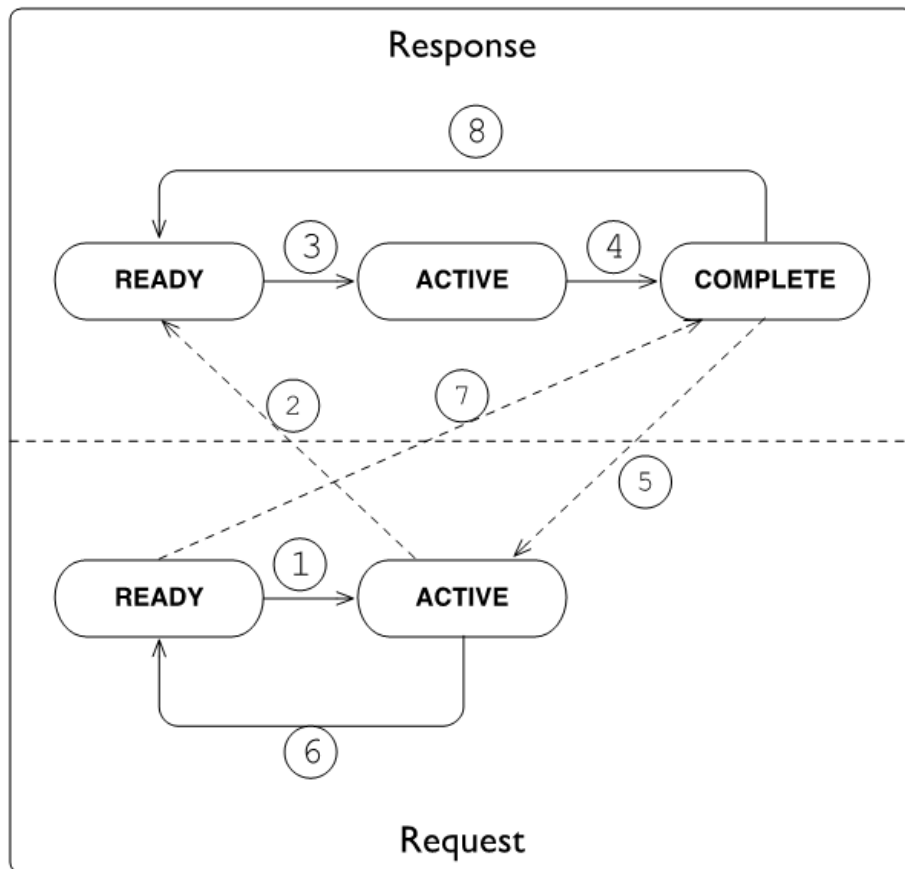 Response
8
3
4
READY
ACTIVE
COMPLETE
2
7
5
1
READY
ACTIVE
6
Request